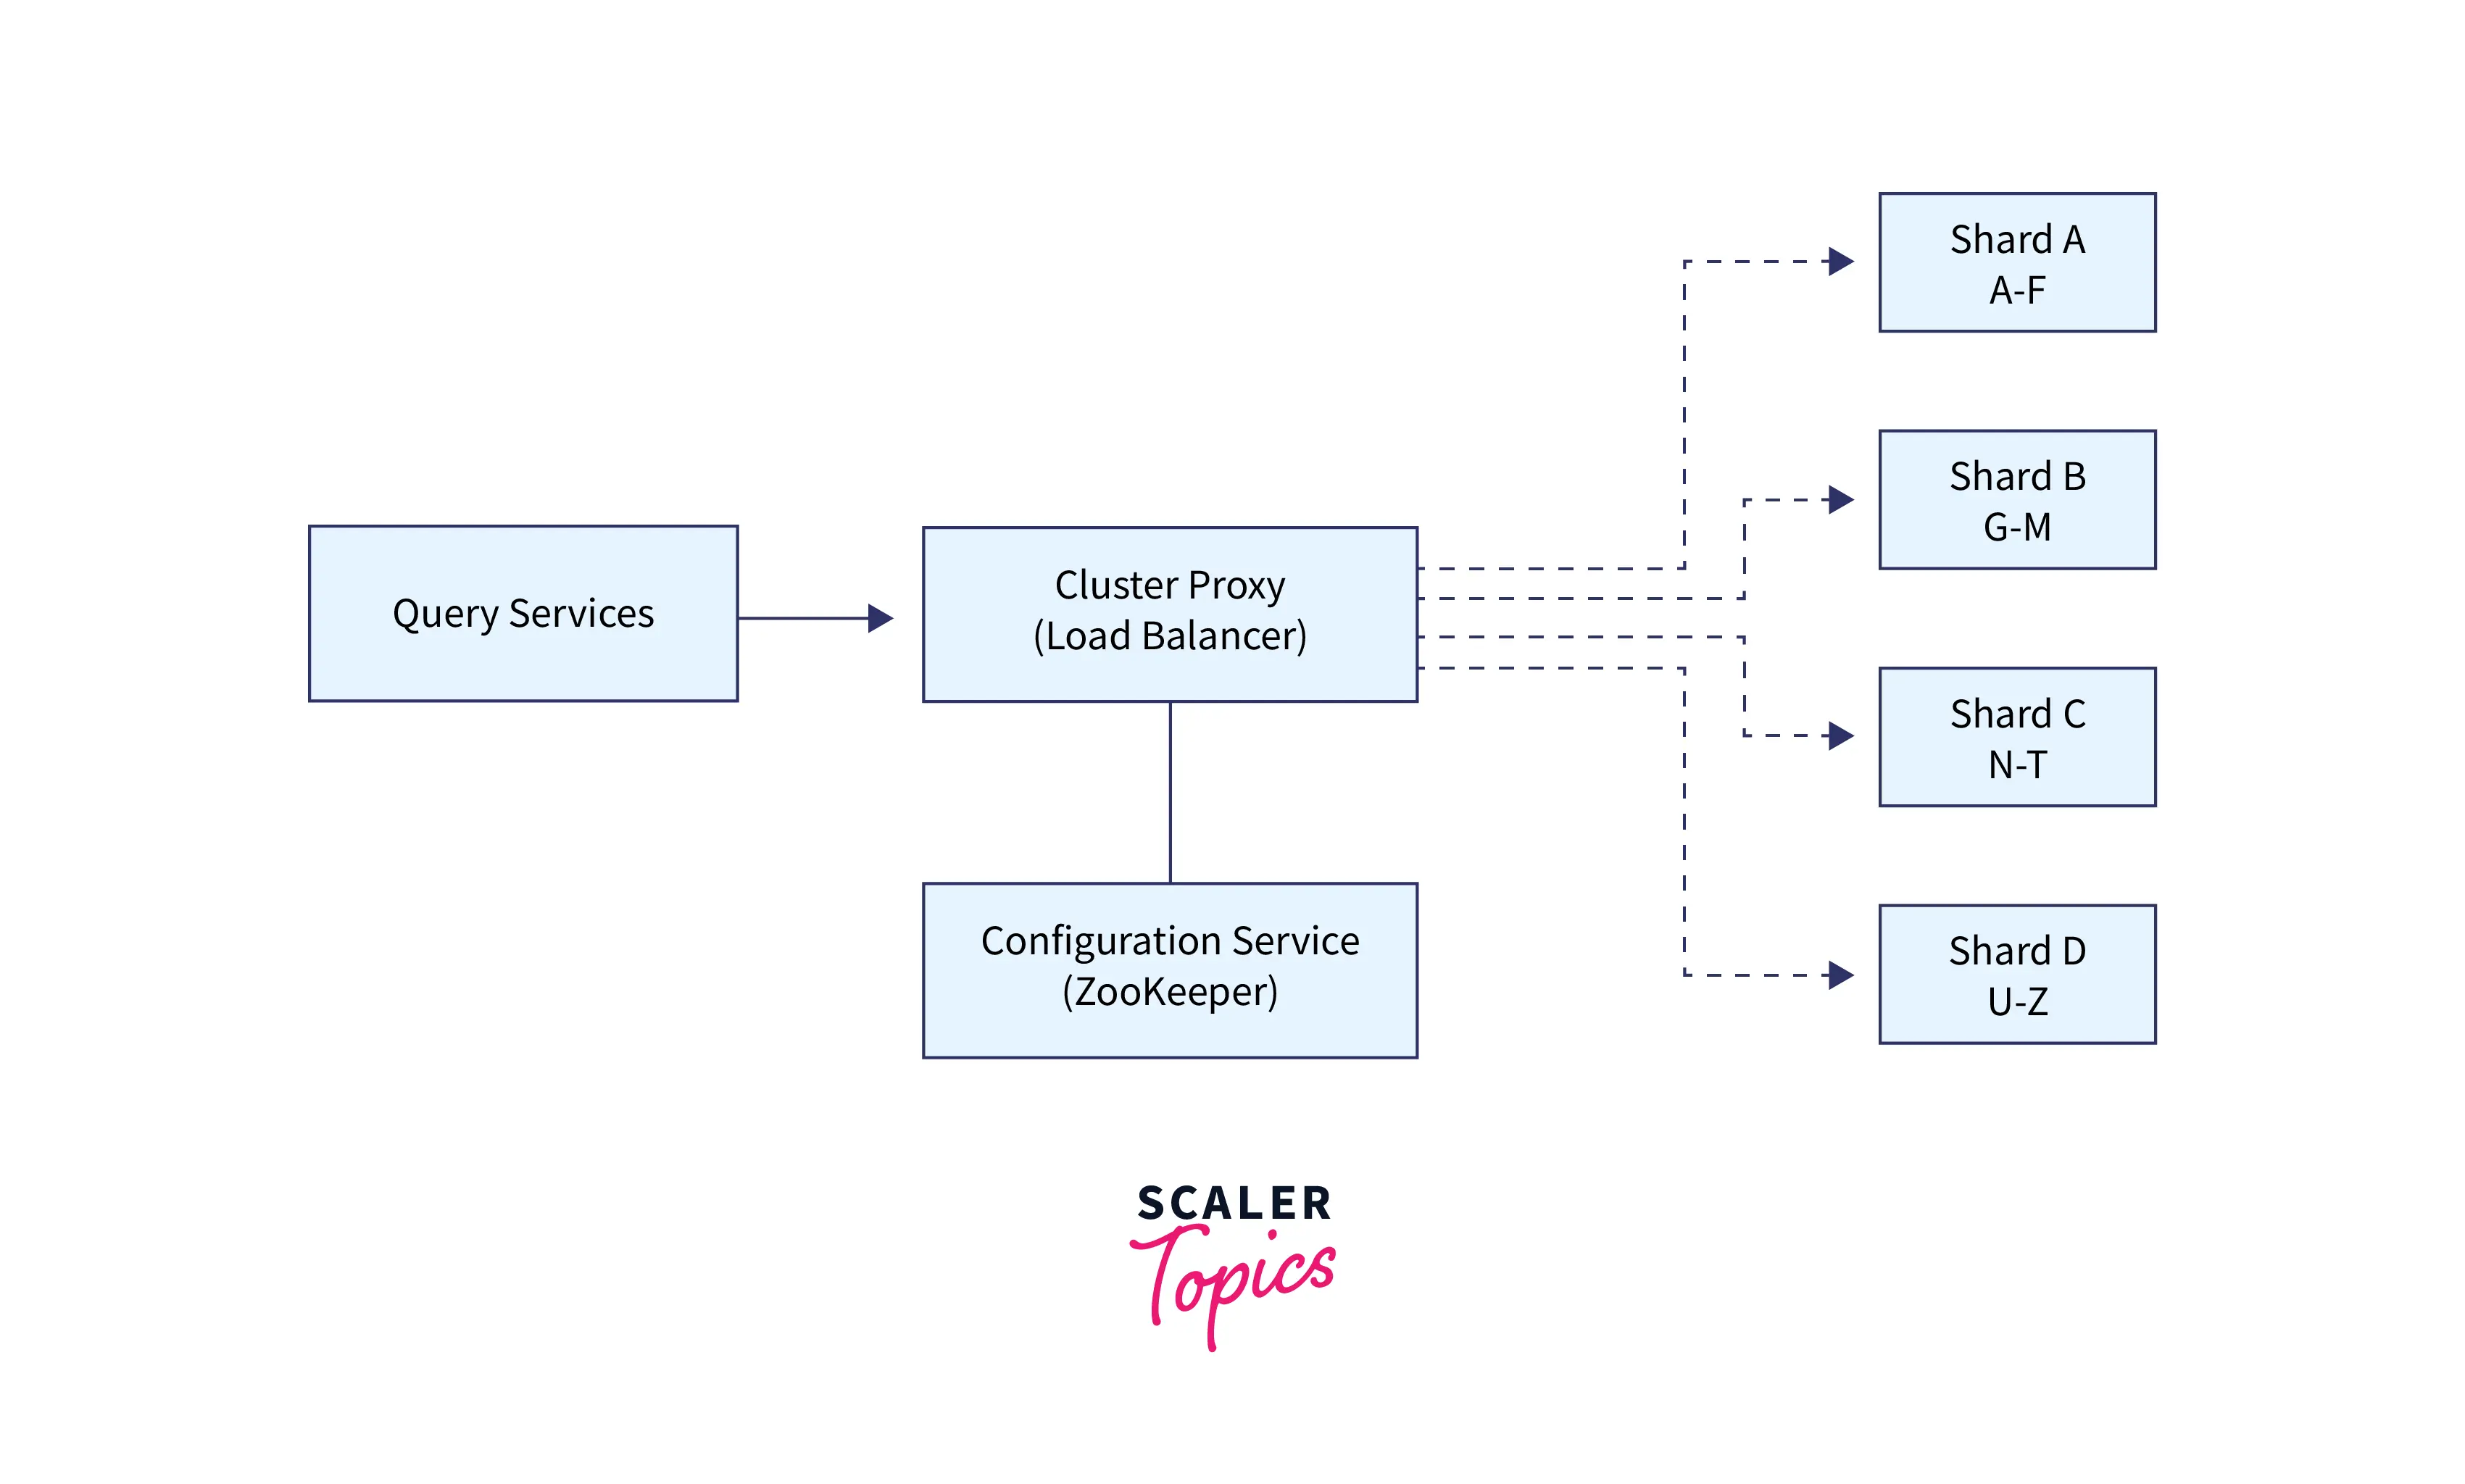 Shard A
A-F
Shard B
G-M
Query Services
Cluster Proxy
(Load Balancer)
Shard C
N-T
Configuration Service
(ZooKeeper)
Shard D
U-Z
SCALER
Topics